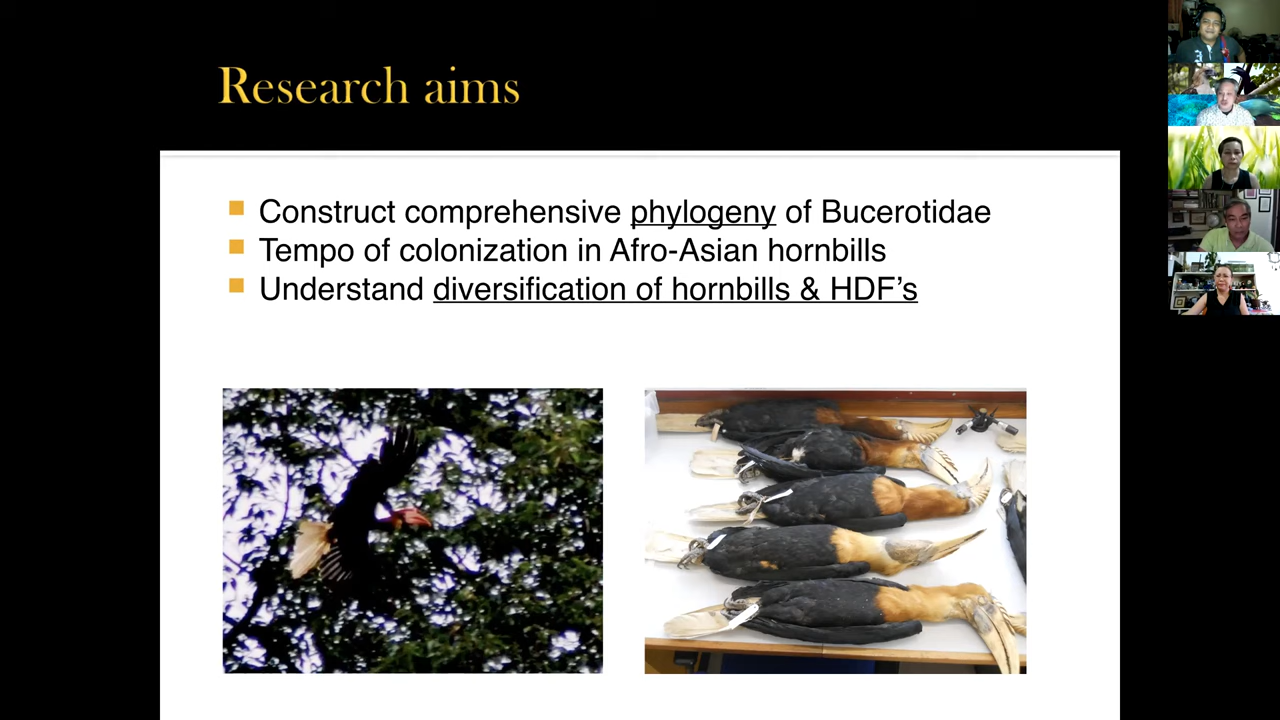 Research aims
Construct comprehensive phylogeny of Bucerotidae
Tempo of colonization in Afro-Asian hornbills
Understand diversification of hornbills & HDF's